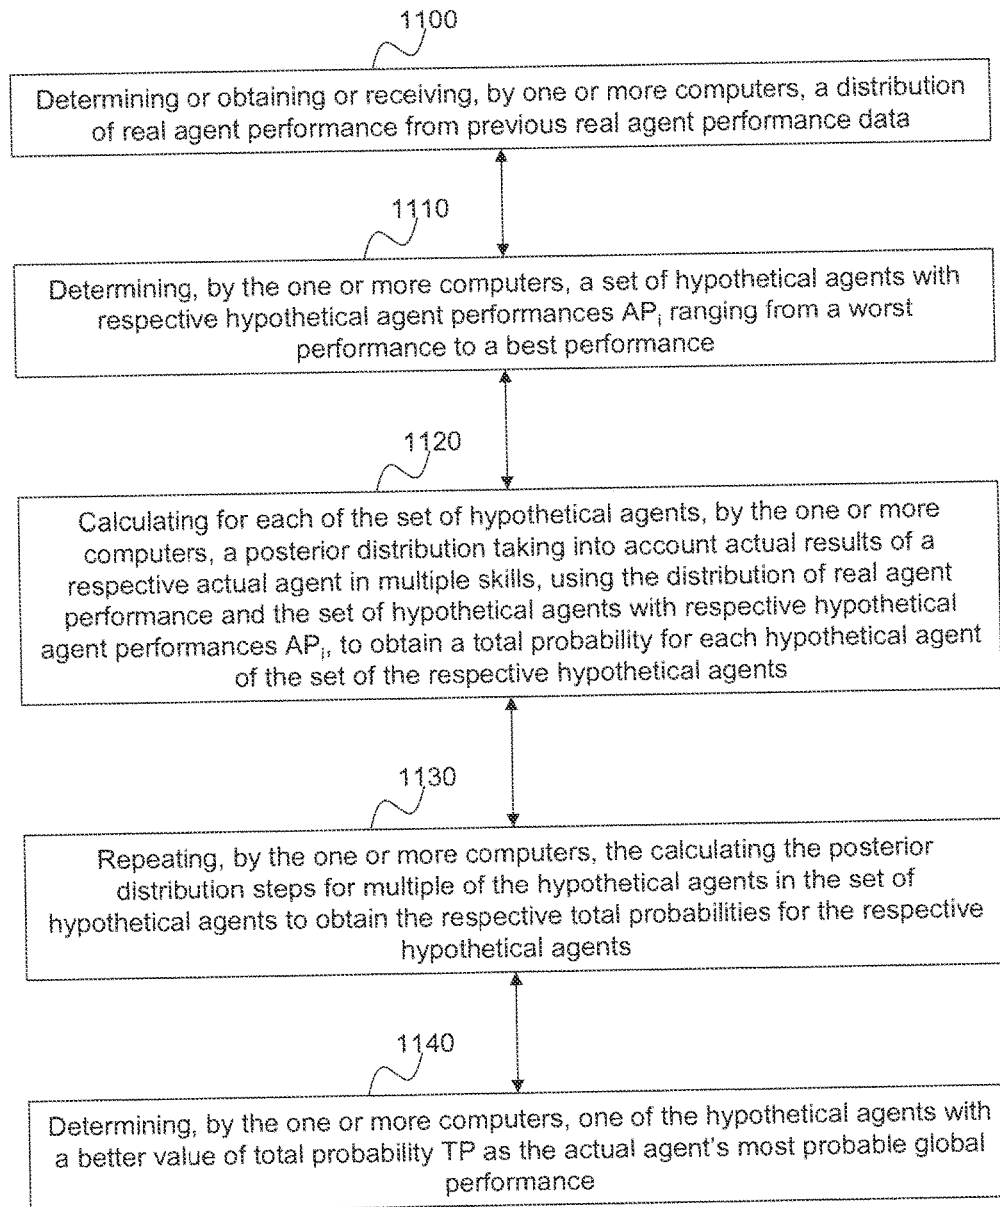 1100
Determining or obtaining or receiving, by one or more computers, a distribution
of real agent performance from previous real agent performance data
1110
Determining, by the one or more computers, a set of hypothetical agents with
respective hypothetical agent performances APi ranging from a worst
performance to a best performance
1120
Calculating for each of the set of hypothetical agents, by the one or more
computers, a posterior distribution taking into account actual results of a
respective actual agent in multiple skills, using the distribution of real agent
performance and the set of hypothetical agents with respective hypothetical
agent performances APi, to obtain a total probability for each hypothetical agent
of the set of the respective hypothetical agents
1130
Repeating, by the one or more computers, the calculating the posterior
distribution steps for multiple of the hypothetical agents in the set of
hypothetical agents to obtain the respective total probabilities for the respective
hypothetical agents
1140
Determining, by the one or more computers, one of the hypothetical agents with
a better value of total probability TP as the actual agent's most probable global
performance